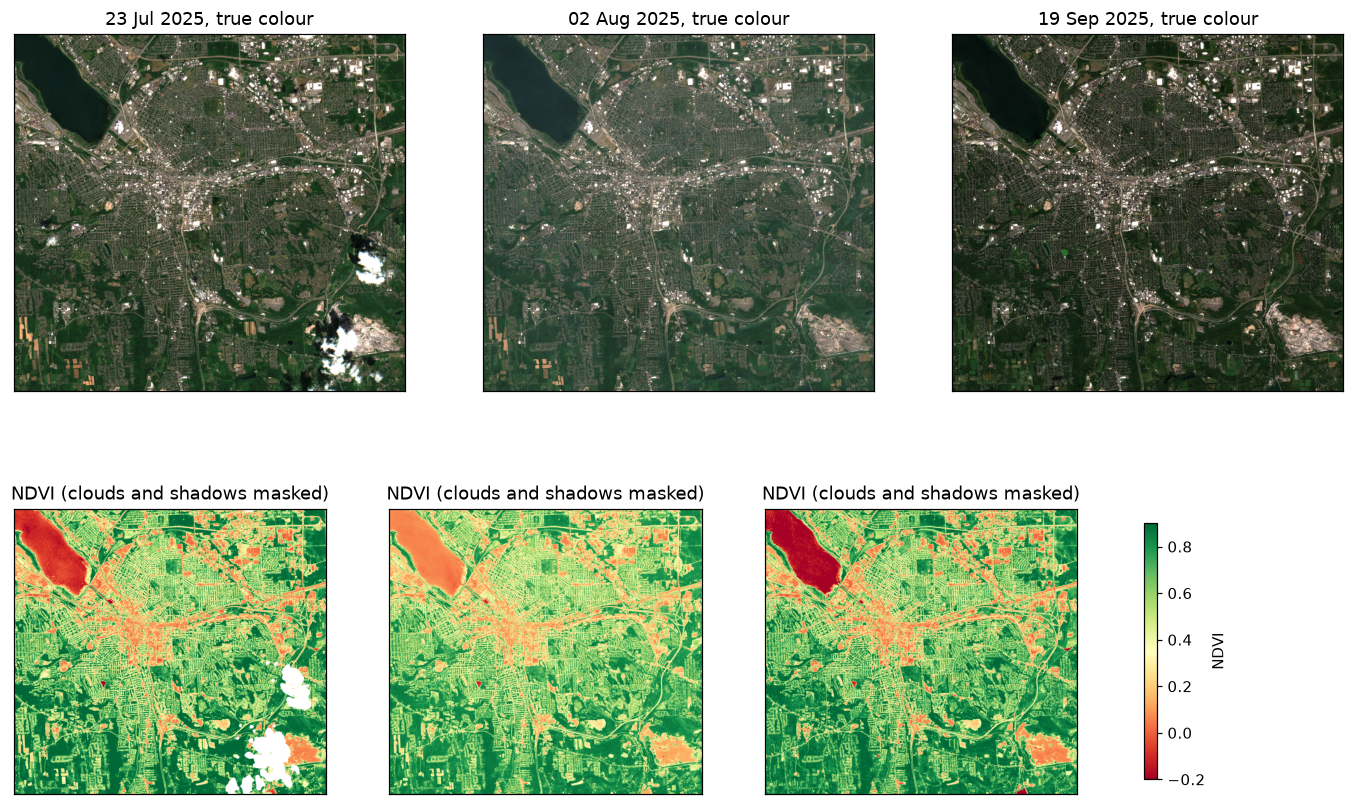 23 Jul 2025, true colour
02 Aug 2025, true colour
19 Sep 2025, true colour
NDVI (clouds and shadows masked)
NDVI (clouds and shadows masked)
NDVI (clouds and shadows masked)
0.8
0.6
0.4
0.2
0.0
−0.2
NDVI